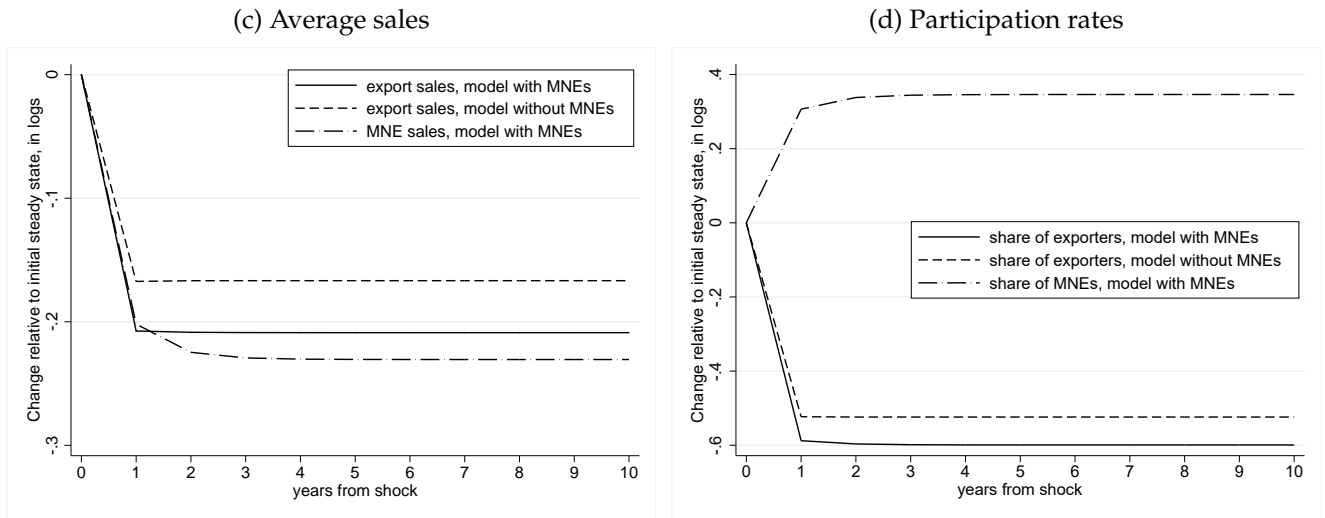 (c) Average sales
Change relative to initial steady state, in logs
0
-.1
-.2
-.3
export sales, model with MNEs
export sales, model without MNEs
MNE sales, model with MNEs
0 1 2 3 4 5 6 7 8 9 10
years from shock
(d) Participation rates
Change relative to initial steady state, in logs
.4
.2
0
-.2
-.4
-.6
share of exporters, model with MNEs
share of exporters, model without MNEs
share of MNEs, model with MNEs
0 1 2 3 4 5 6 7 8 9 10
years from shock